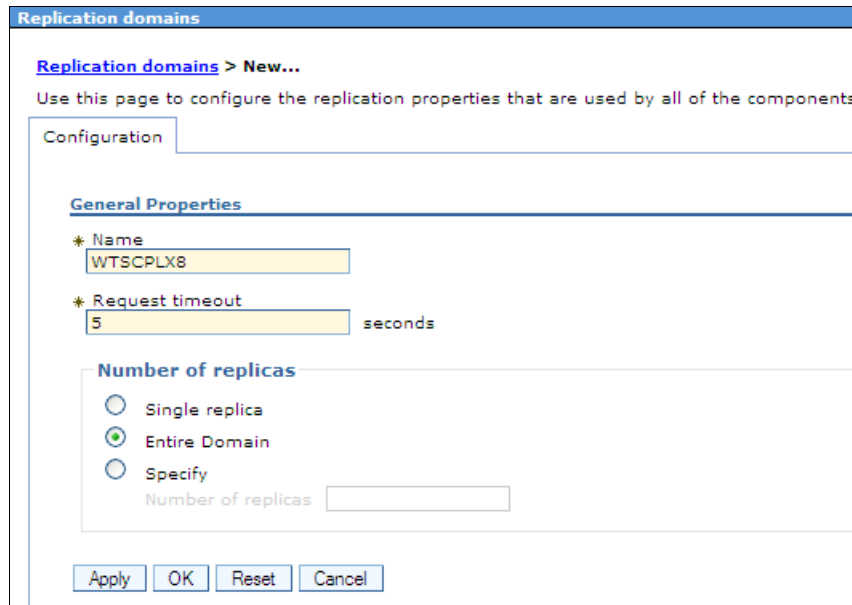 Replication domains
Replication domains > New...
Use this page to configure the replication properties that are used by all of the components
Configuration
General Properties
* Name
WTSCPLX8
* Request timeout
5 seconds
Number of replicas
Single replica
Entire Domain
Specify
Number of replicas
Apply OK Reset Cancel